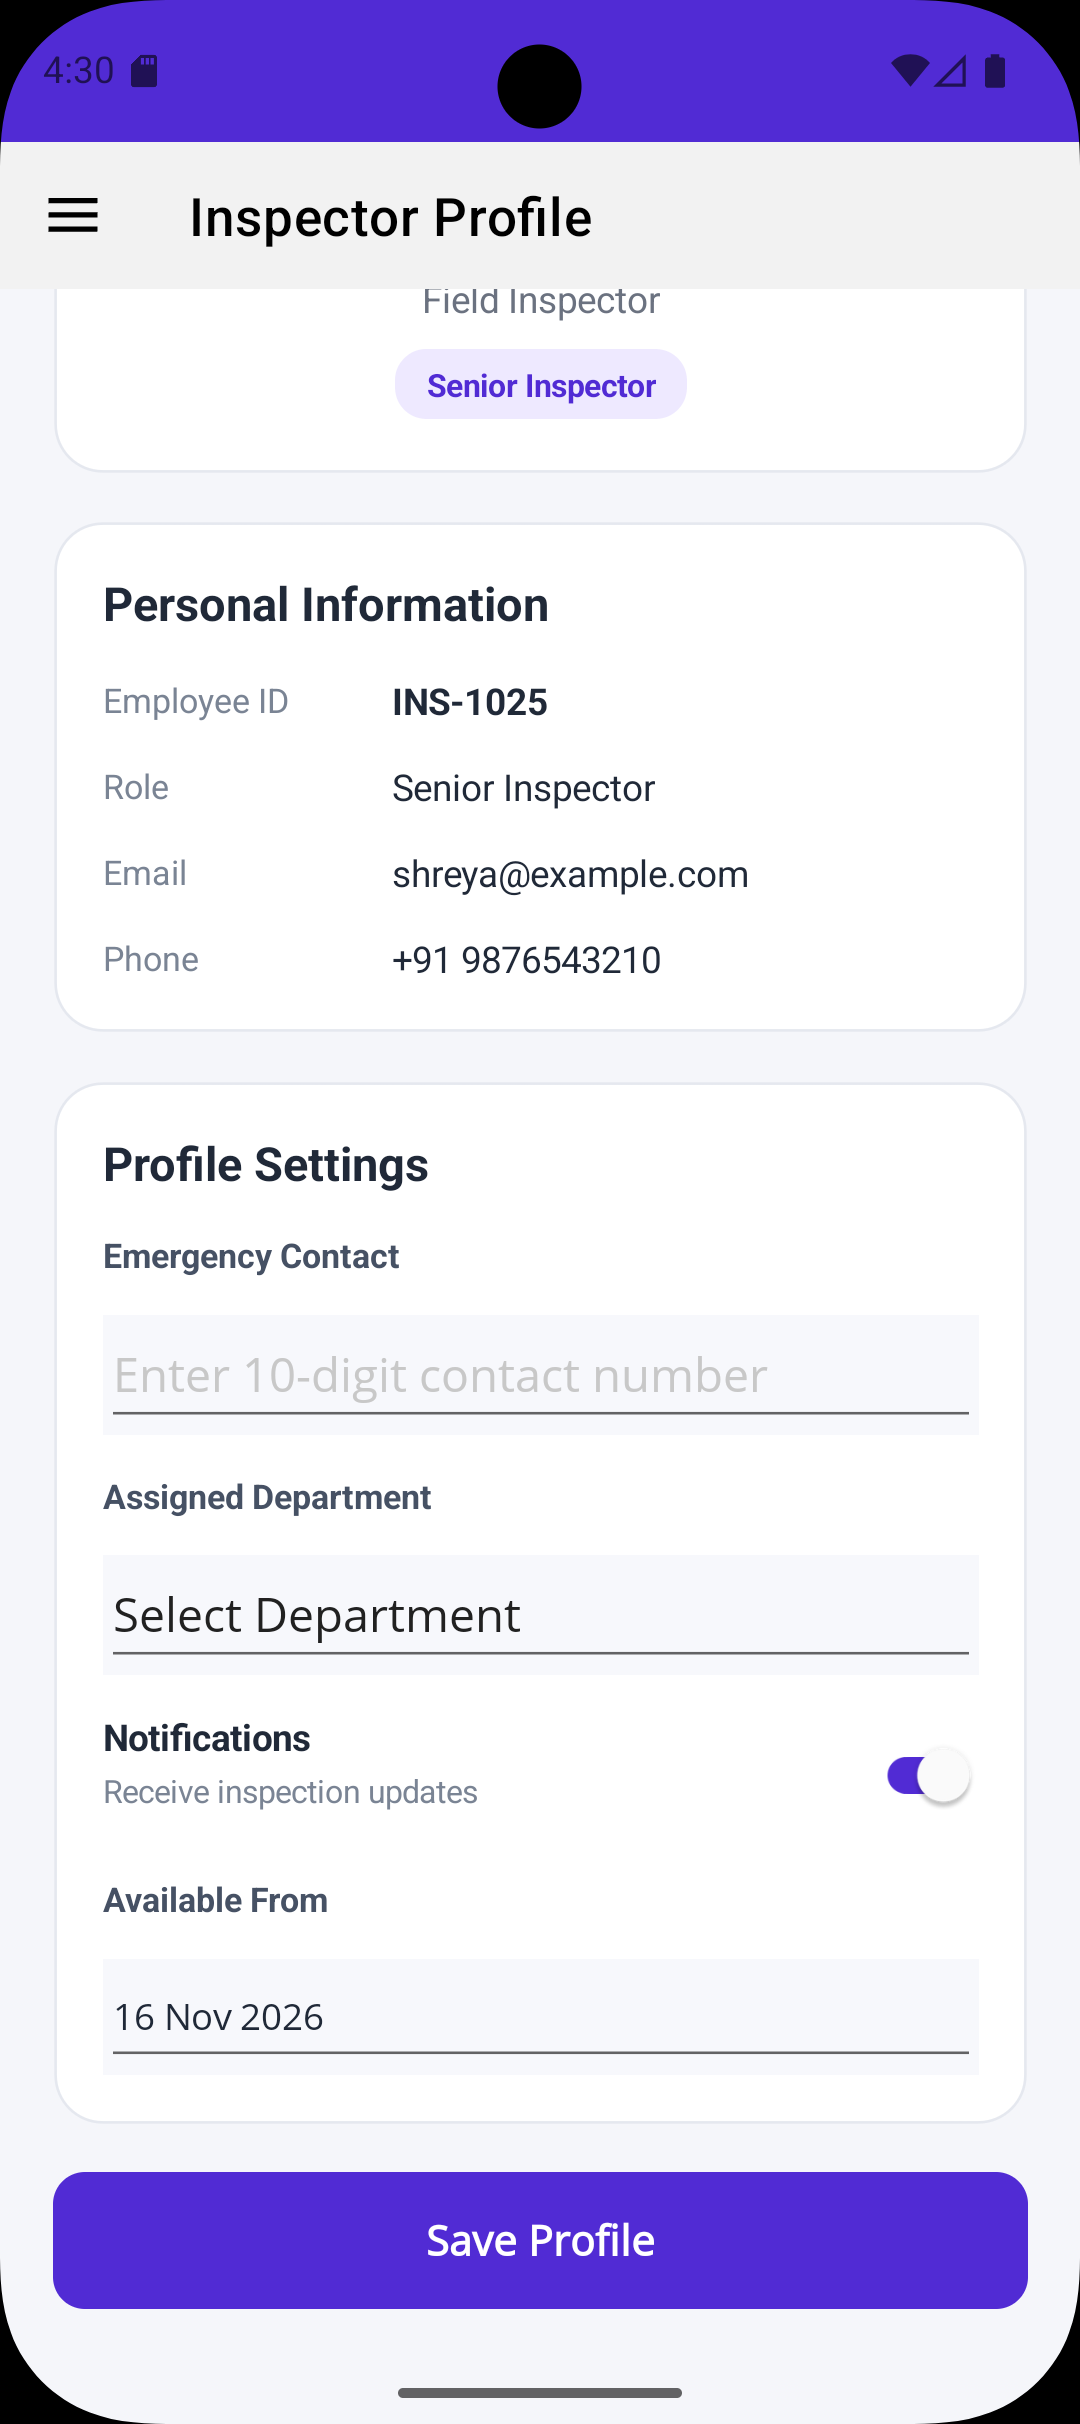 4:30
Inspector Profile
Field Inspector
Senior Inspector
Personal Information
Employee ID INS-1025
Role Senior Inspector
Email shreya@example.com
Phone +91 9876543210
Profile Settings
Emergency Contact
Enter 10-digit contact number
Assigned Department
Select Department
Notifications
Receive inspection updates
Available From
16 Nov 2026
Save Profile